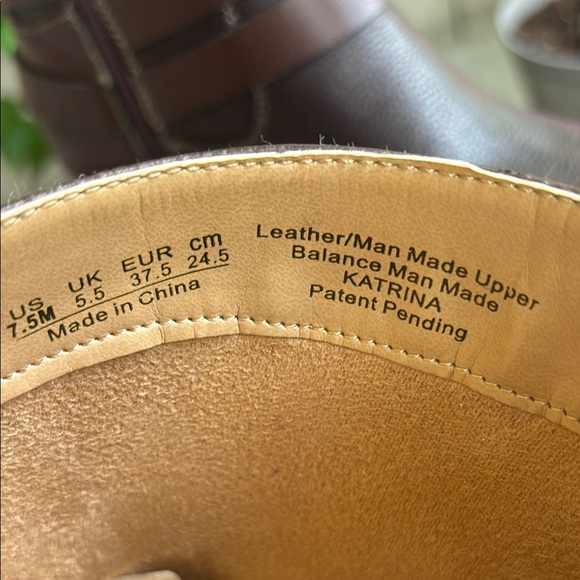 US UK EUR cm
7.5M 5.5 37.5 24.5
Made in China
Leather/Man Made Upper
Balance Man Made
KATRINA
Patent Pending